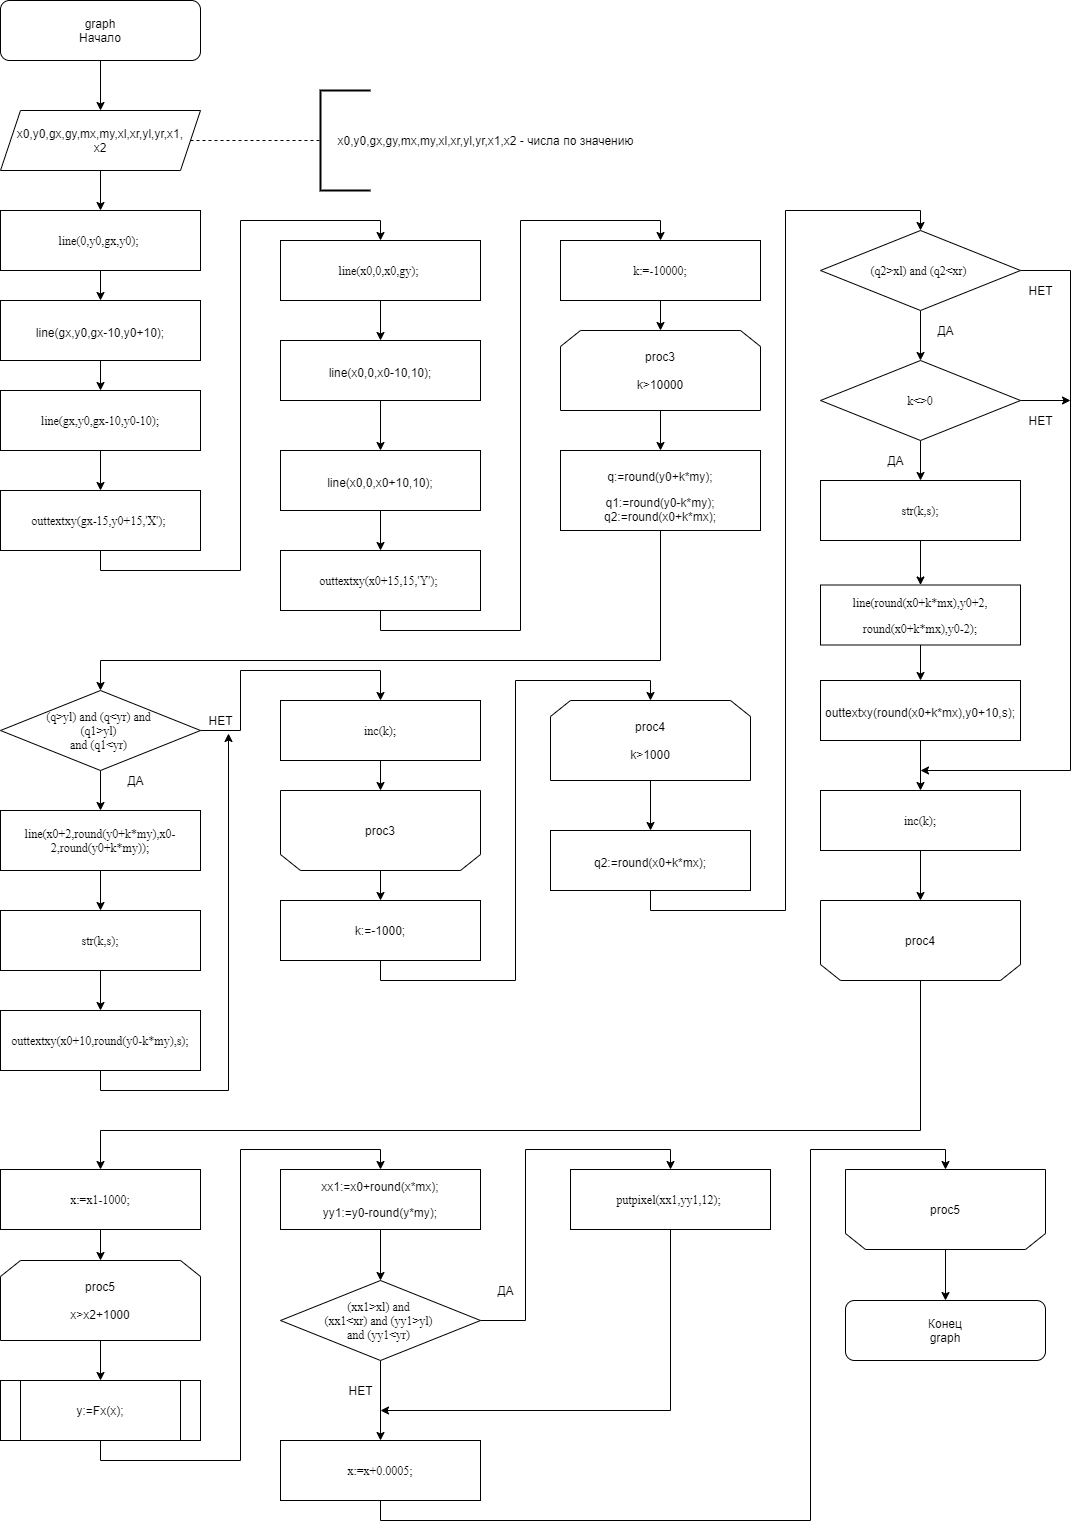 graph
Начало
x0,y0,gx,gy,mx,my,xl,xr,yl,yr,x1,
x2
x0,y0,gx,gy,mx,my,xl,xr,yl,yr,x1,x2 - числа по значению
line(0,y0,gx,y0);
line(gx,y0,gx-10,y0+10);
line(gx,y0,gx-10,y0-10);
outtextxy(gx-15,y0+15,'X');
line(x0,0,x0,gy);
line(x0,0,x0-10,10);
line(x0,0,x0+10,10);
outtextxy(x0+15,15,'Y');
k:=-10000;
proc3
k>10000
q:=round(y0+k*my);
q1:=round(y0-k*my);
q2:=round(x0+k*mx);
(q>yl) and (q<yr) and
(q1>yl)
and (q1<yr)
НЕТ
ДА
line(x0+2,round(y0+k*my),x0-
2,round(y0+k*my));
str(k,s);
outtextxy(x0+10,round(y0-k*my),s);
inc(k);
proc3
k:=-1000;
proc4
k>1000
q2:=round(x0+k*mx);
(q2>xl) and (q2<xr)
НЕТ
ДА
k<>0
НЕТ
ДА
str(k,s);
line(round(x0+k*mx),y0+2,
round(x0+k*mx),y0-2);
outtextxy(round(x0+k*mx),y0+10,s);
inc(k);
proc4
x:=x1-1000;
proc5
x>x2+1000
y:=Fx(x);
xx1:=x0+round(x*mx);
yy1:=y0-round(y*my);
(xx1>xl) and
(xx1<xr) and (yy1>yl)
and (yy1<yr)
ДА
НЕТ
putpixel(xx1,yy1,12);
x:=x+0.0005;
proc5
Конец
graph